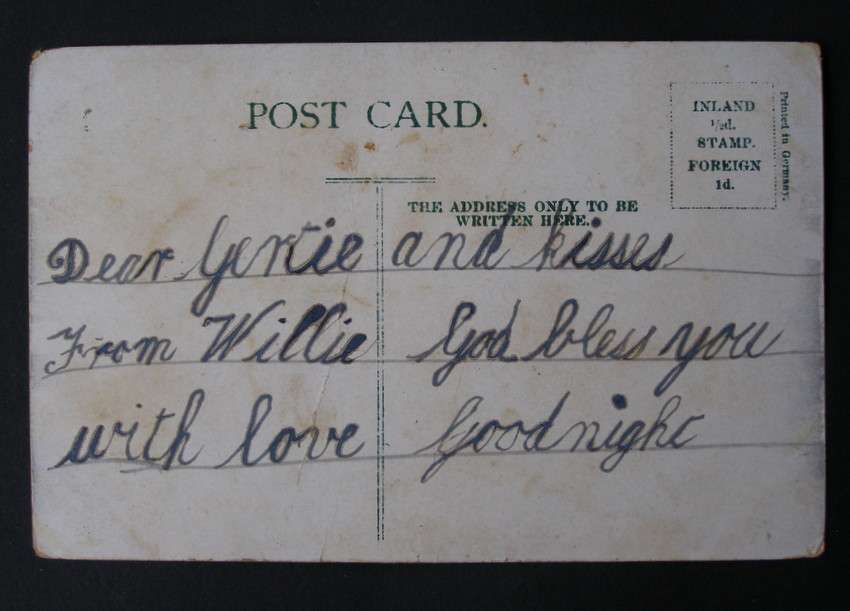 POST CARD.
INLAND
½d.
STAMP.
FOREIGN
1d.
Printed in Germany.
THE ADDRESS ONLY TO BE
WRITTEN HERE.
Dear Gertie
From Willie
with love
and kisses
God bless you
Goodnight